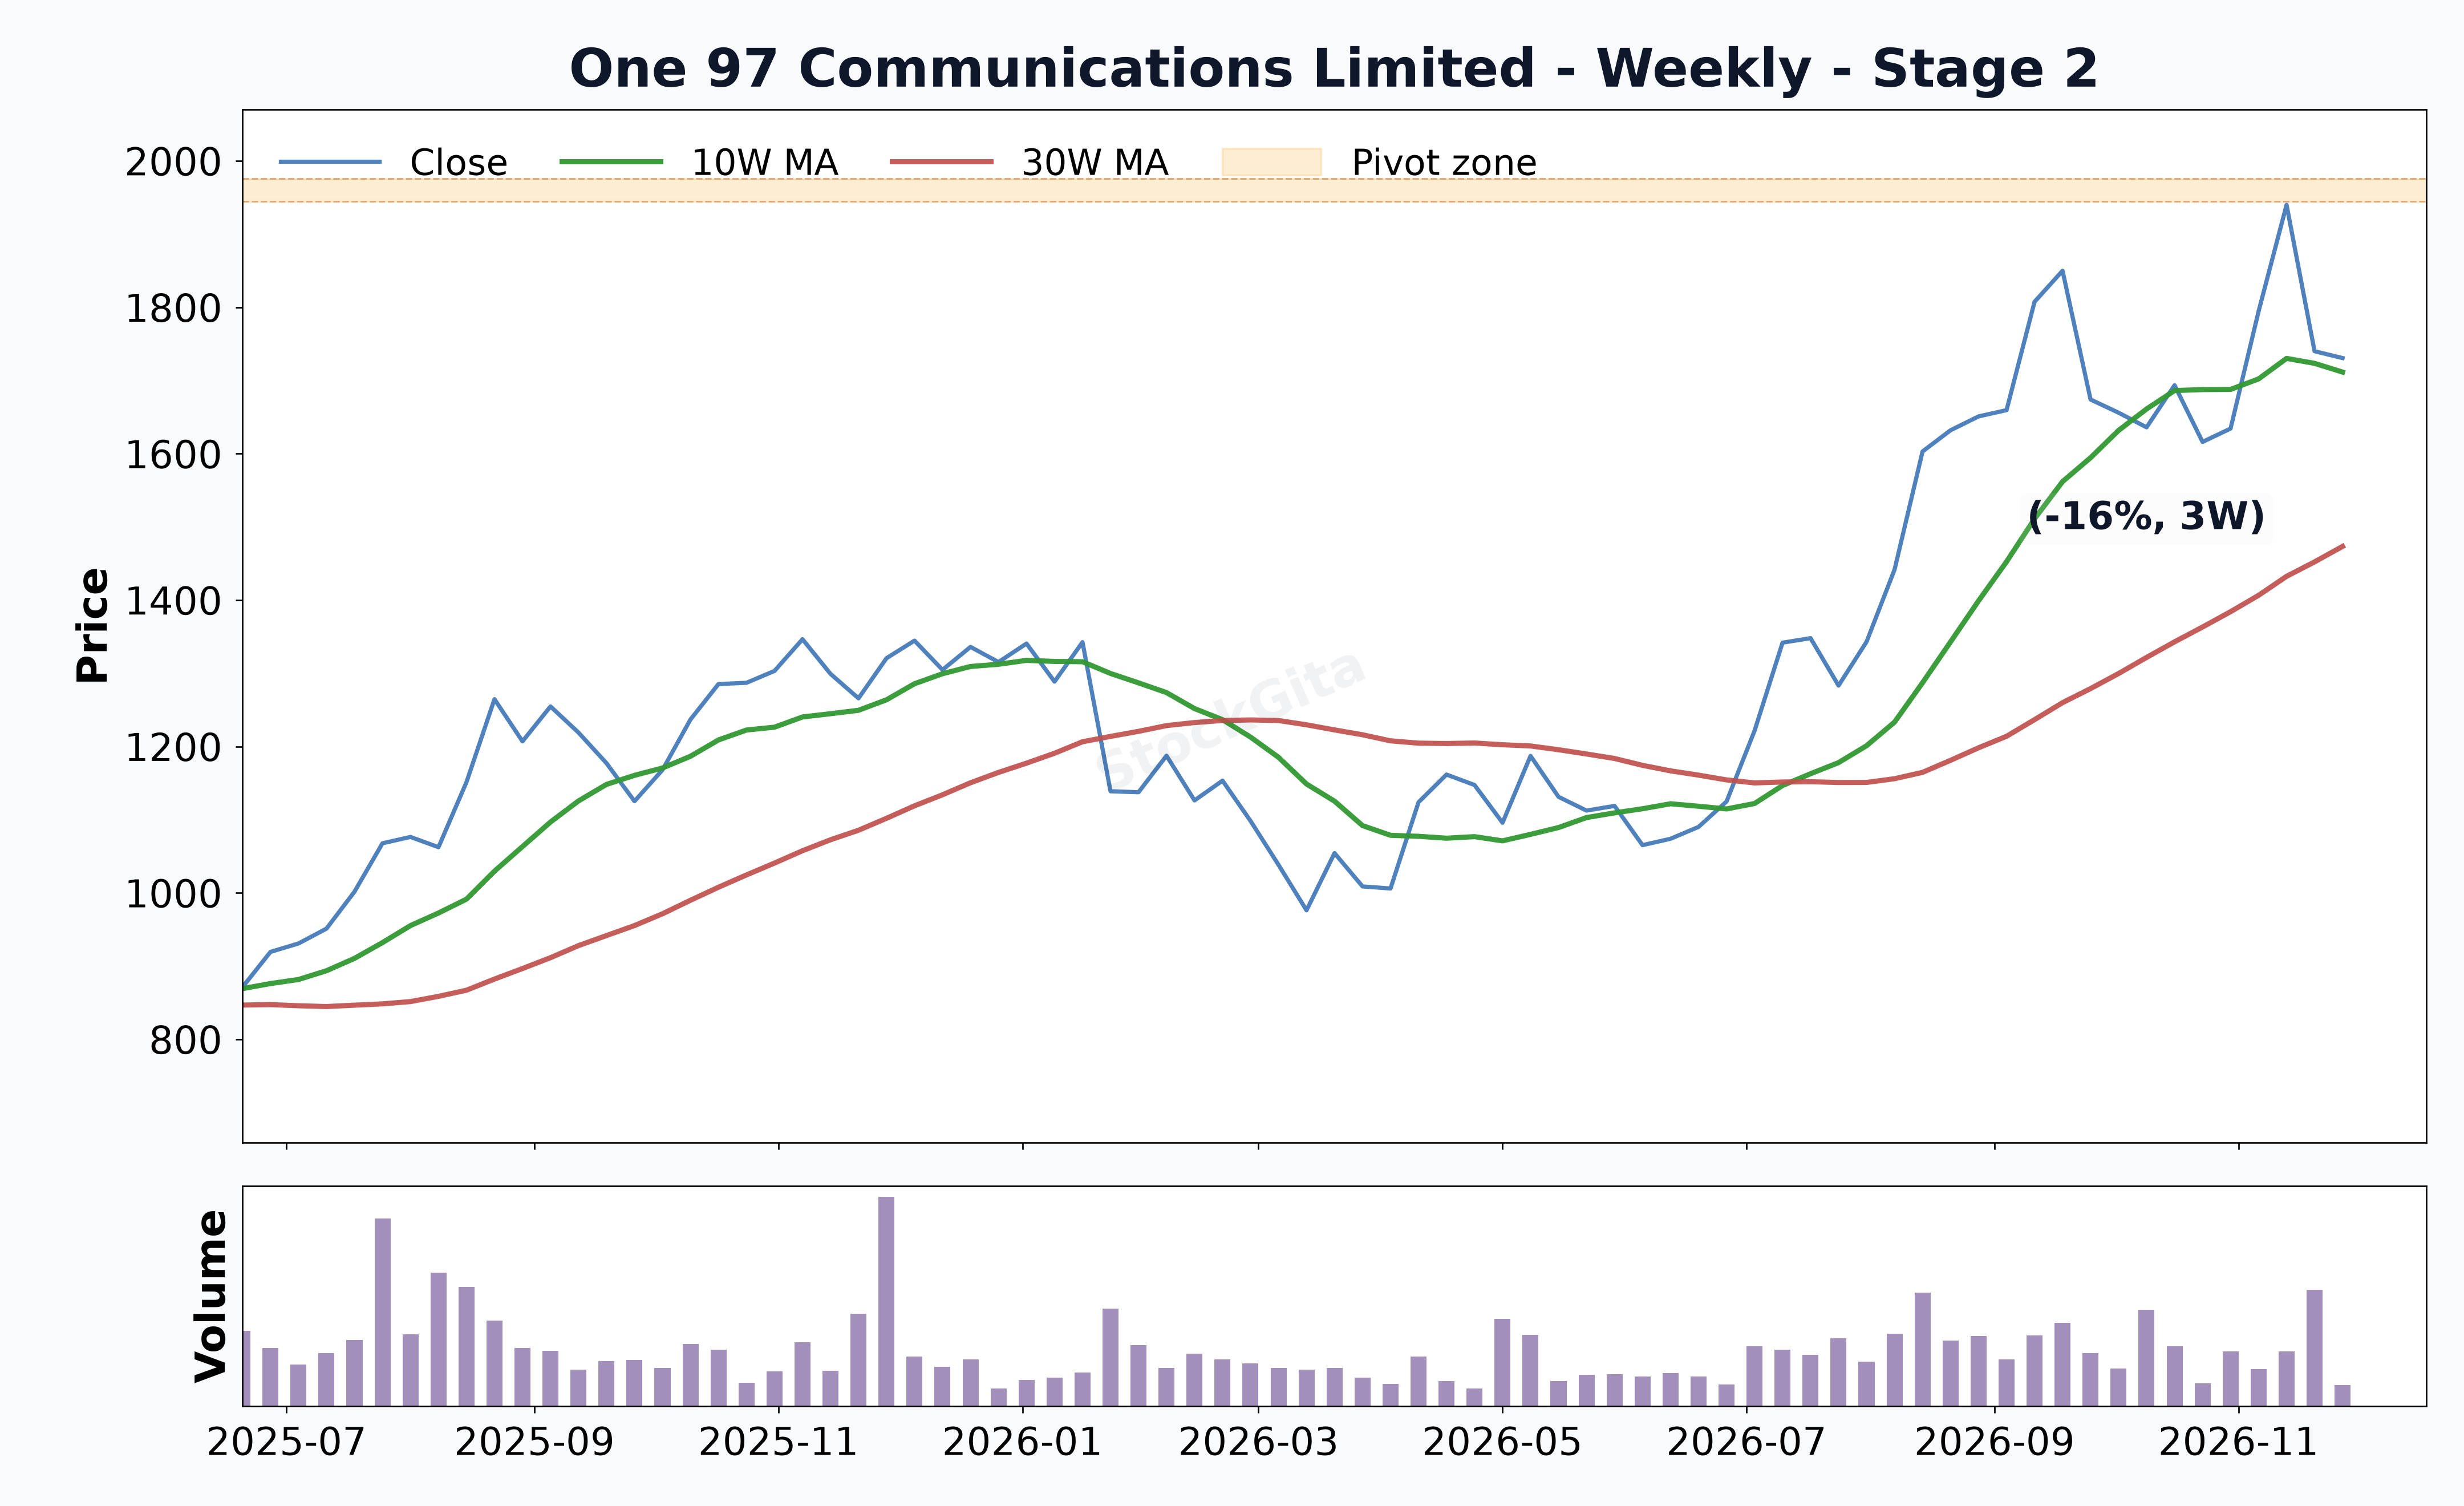 One 97 Communications Limited - Weekly - Stage 2
Close 10W MA 30W MA Pivot zone
2000
1800
1600
1400
1200
1000
800
Price
(-16%, 3W)
StockGita
Volume
2025-07 2025-09 2025-11 2026-01 2026-03 2026-05 2026-07 2026-09 2026-11